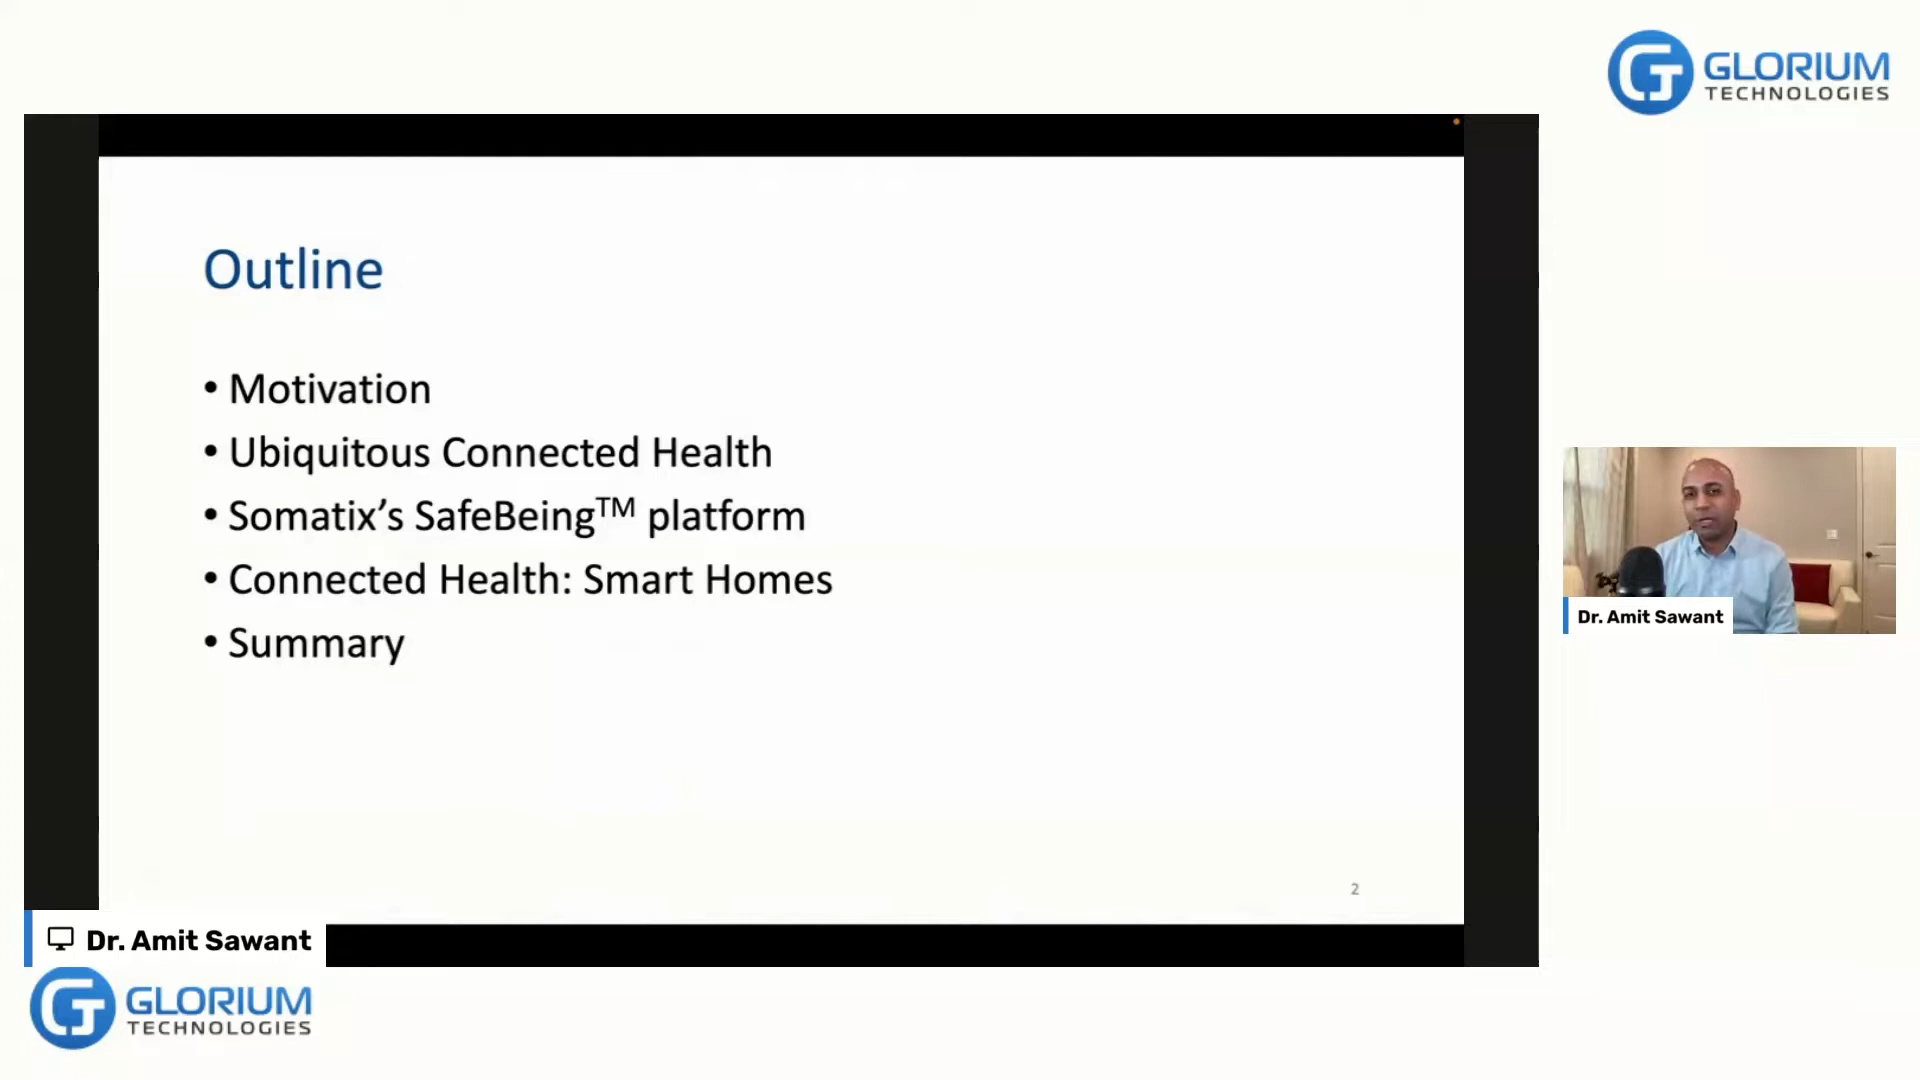 GLORIUM
TECHNOLOGIES
Outline
• Motivation
• Ubiquitous Connected Health
• Somatix’s SafeBeing™ platform
• Connected Health: Smart Homes
• Summary
2
Dr. Amit Sawant
Dr. Amit Sawant
GLORIUM
TECHNOLOGIES